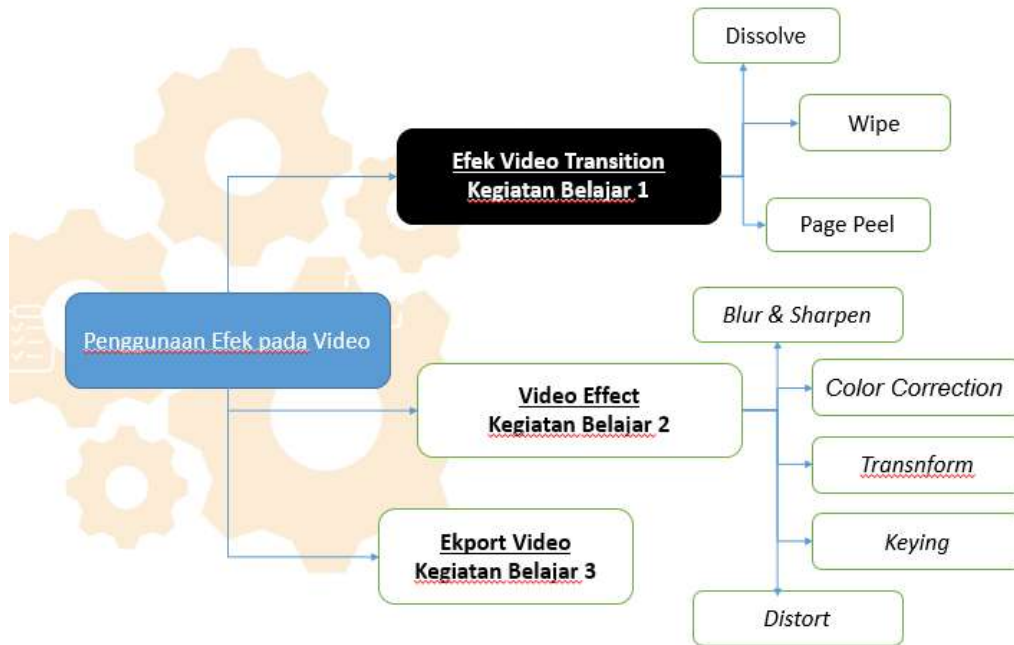 Dissolve
Wipe
Efek Video Transition
Kegiatan Belajar 1
Page Peel
Penggunaan Efek pada Video
Blur & Sharpen
Color Correction
Video Effect
Kegiatan Belajar 2
Transnform
Keying
Ekport Video
Kegiatan Belajar 3
Distort